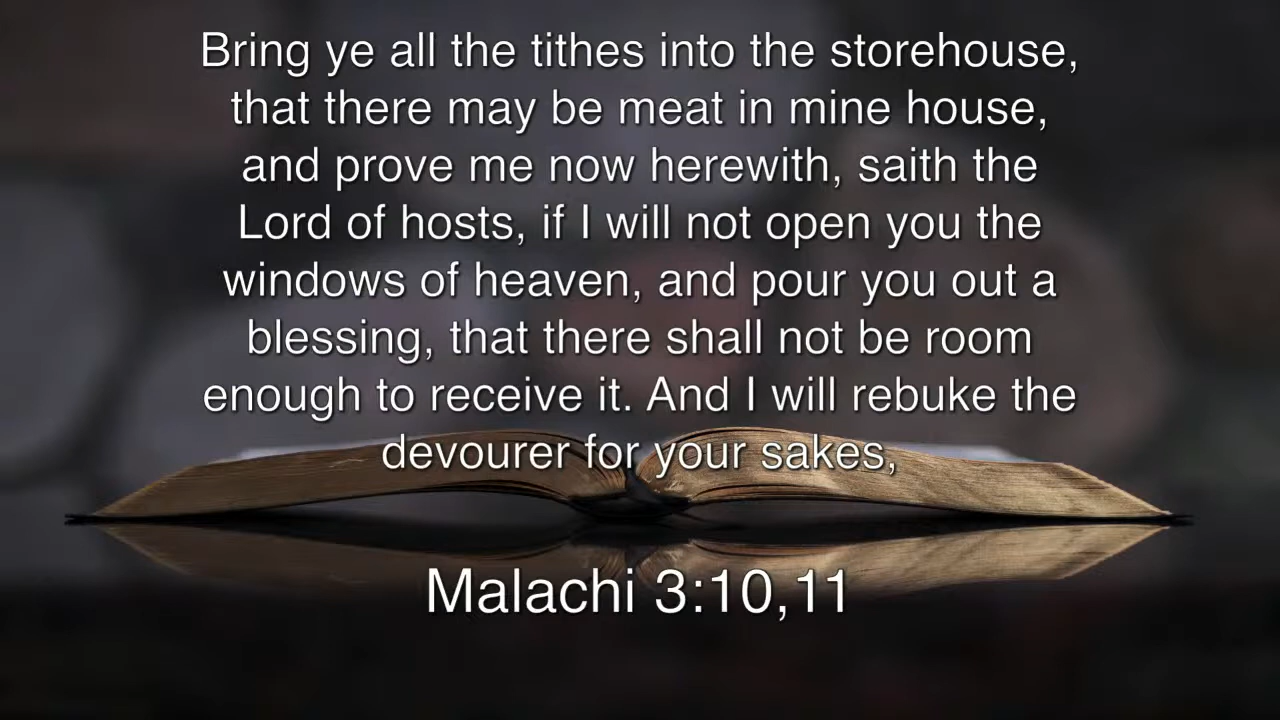 Bring ye all the tithes into the storehouse,
that there may be meat in mine house,
and prove me now herewith, saith the
Lord of hosts, if I will not open you the
windows of heaven, and pour you out a
blessing, that there shall not be room
enough to receive it. And I will rebuke the
devourer for your sakes,
Malachi 3:10,11